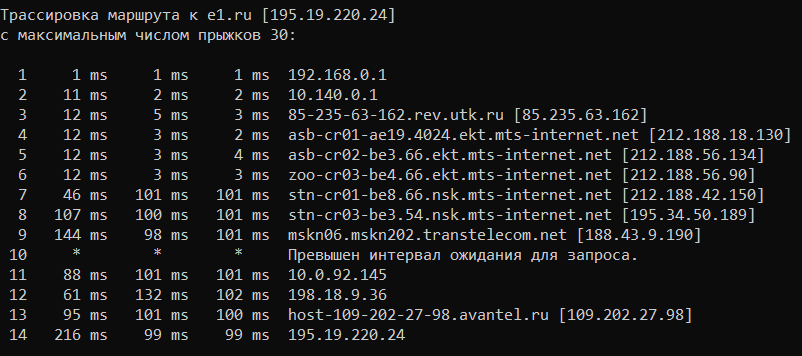 Трассировка маршрута к e1.ru [195.19.220.24]
с максимальным числом прыжков 30:
1 1 ms 1 ms 1 ms 192.168.0.1
2 11 ms 2 ms 2 ms 10.140.0.1
3 12 ms 5 ms 3 ms 85-235-63-162.rev.utk.ru [85.235.63.162]
4 12 ms 3 ms 2 ms asb-cr01-ae19.4024.ekt.mts-internet.net [212.188.18.130]
5 12 ms 3 ms 4 ms asb-cr02-be3.66.ekt.mts-internet.net [212.188.56.134]
6 12 ms 3 ms 3 ms zoo-cr03-be4.66.ekt.mts-internet.net [212.188.56.90]
7 46 ms 101 ms 101 ms stn-cr01-be8.66.nsk.mts-internet.net [212.188.42.150]
8 107 ms 100 ms 101 ms stn-cr03-be3.54.nsk.mts-internet.net [195.34.50.189]
9 144 ms 98 ms 101 ms mskn06.mskn202.transtelecom.net [188.43.9.190]
10 * * * Превышен интервал ожидания для запроса.
11 88 ms 101 ms 101 ms 10.0.92.145
12 61 ms 132 ms 102 ms 198.18.9.36
13 95 ms 101 ms 100 ms host-109-202-27-98.avantel.ru [109.202.27.98]
14 216 ms 99 ms 99 ms 195.19.220.24